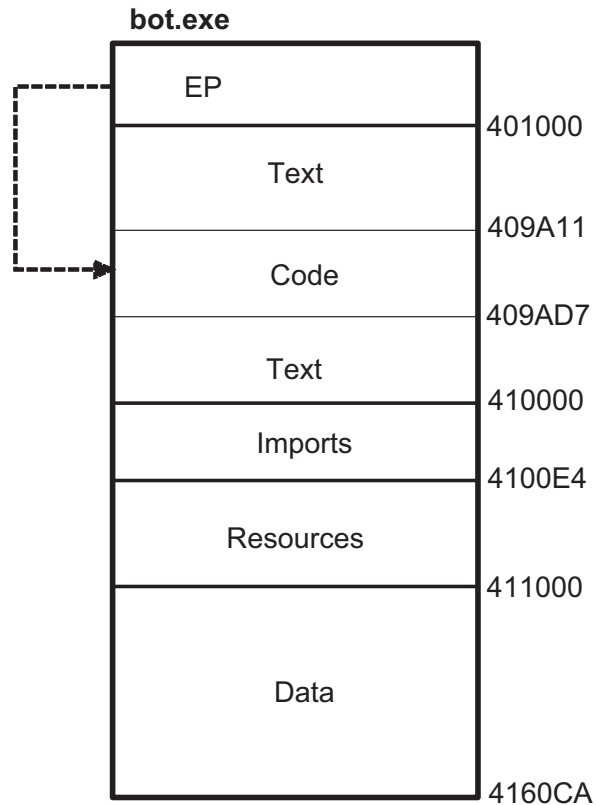 bot.exe
EP
401000
Text
409A11
Code
409AD7
Text
410000
Imports
4100E4
Resources
411000
Data
4160CA